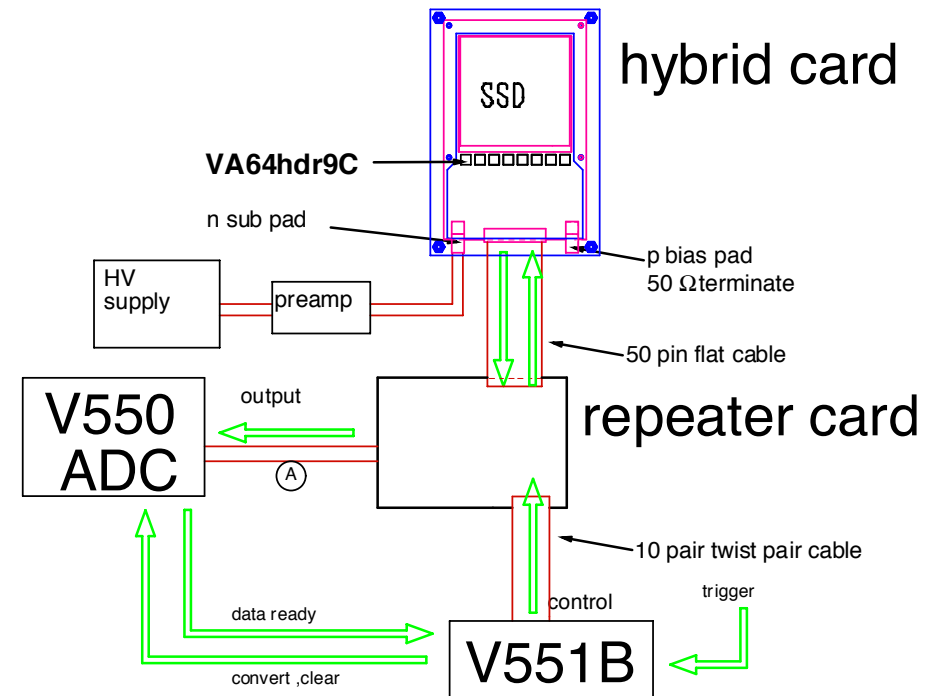 hybrid card
SSD
VA64hdr9C
n sub pad
p bias pad
50 Ω terminate
HV
supply
preamp
50 pin flat cable
output
V550
ADC
repeater card
A
10 pair twist pair cable
trigger
control
data ready
V551B
convert ,clear